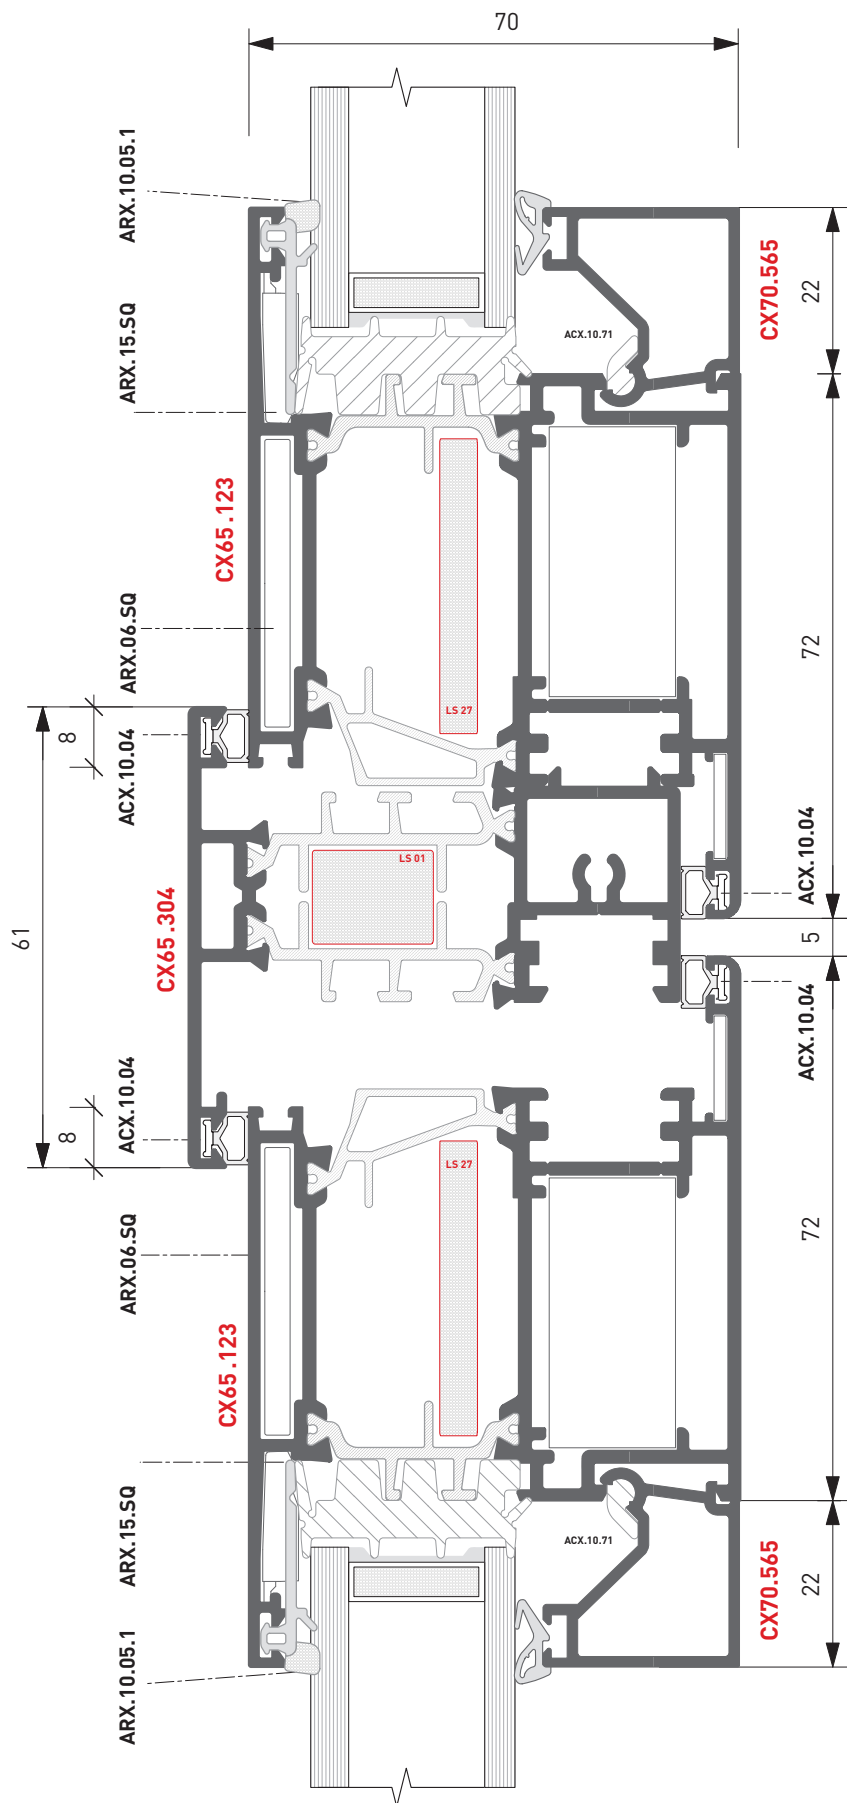 70
ARX.10.05.1
CX70.565
22
ARX.15.SQ
ACX.10.71
CX65.123
72
ARX.06.SQ
LS 27
8
ACX.10.04
LS 01
ACX.10.04
CX65.304
61
5
ACX.10.04
ACX.10.04
8
LS 27
ARX.06.SQ
72
CX65.123
ARX.15.SQ
ACX.10.71
22
CX70.565
ARX.10.05.1